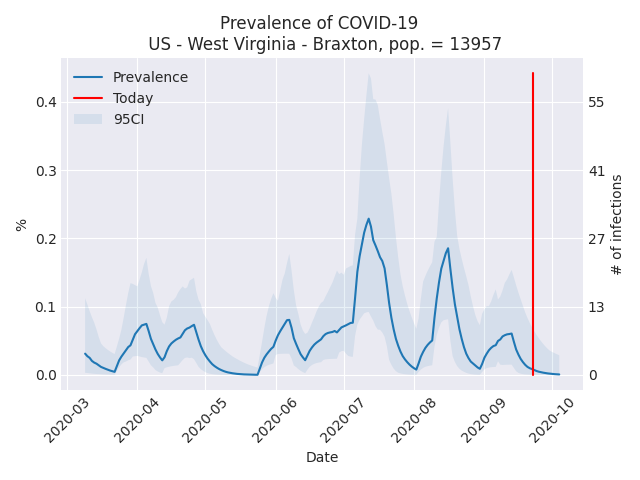 Prevalence of COVID-19
US - West Virginia - Braxton, pop. = 13957
Prevalence
Today
95CI
%
0.4
0.3
0.2
0.1
0.0
# of infections
55
41
27
13
0
2020-03
2020-04
2020-05
2020-06
2020-07
2020-08
2020-09
2020-10
Date